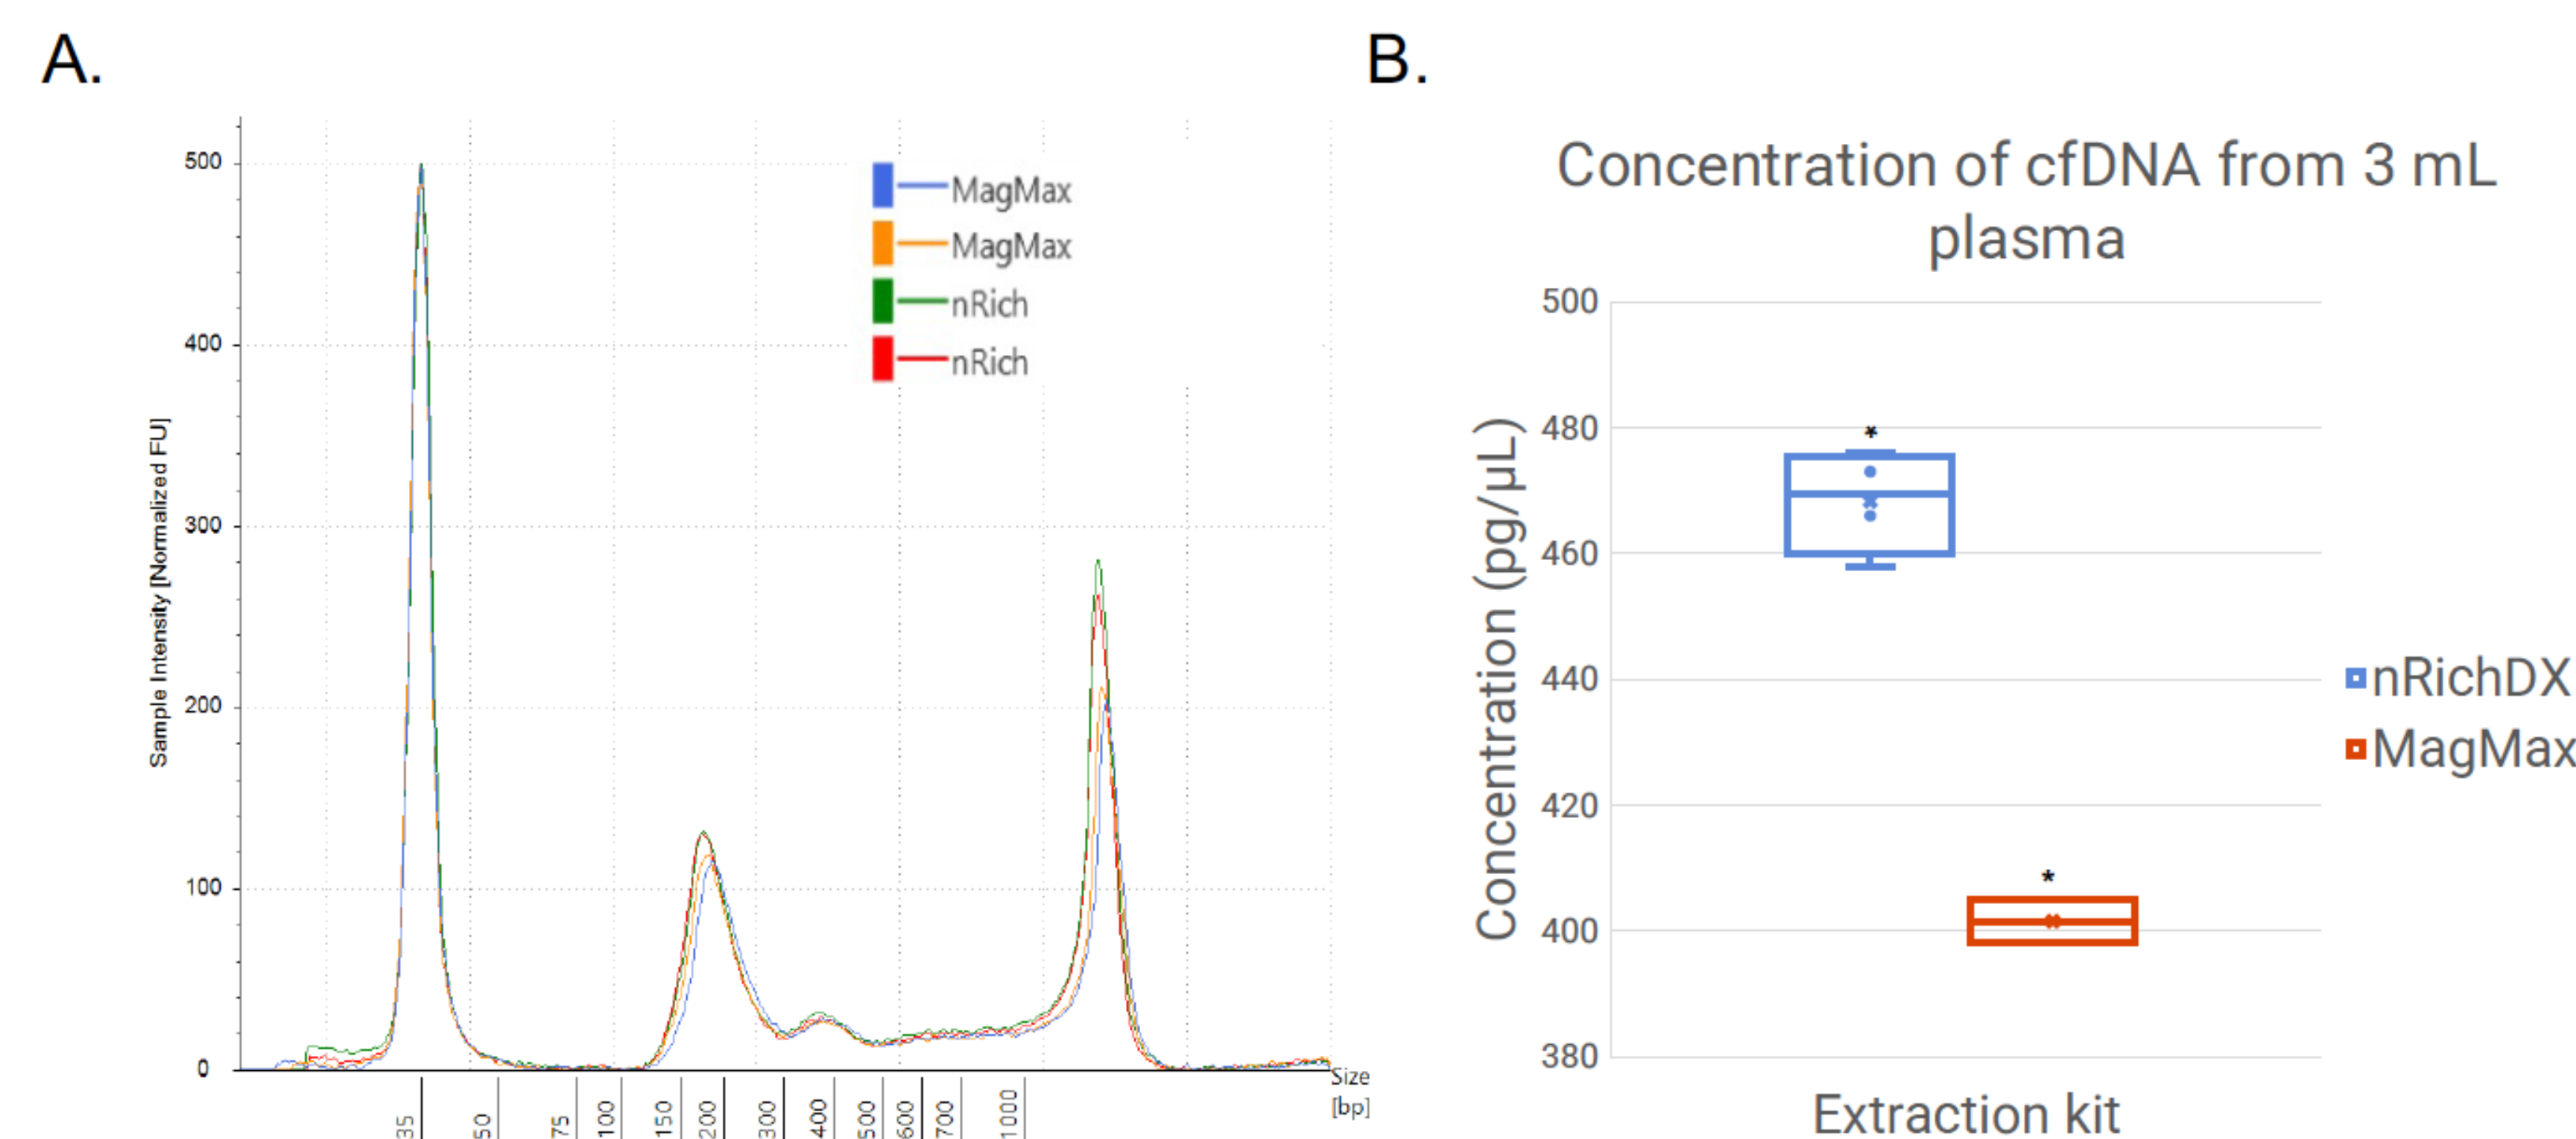 A.
500
400
300
200
100
0
Sample Intensity [Normalized FU]
MagMax
MagMax
nRich
nRich
35
50
75
100
150
200
300
400
500
600
700
1000
Size
[bp]
B.
Concentration of cfDNA from 3 mL
plasma
500
480
460
440
420
400
380
Concentration (pg/µL)
*
*
nRichDX
MagMax
Extraction kit